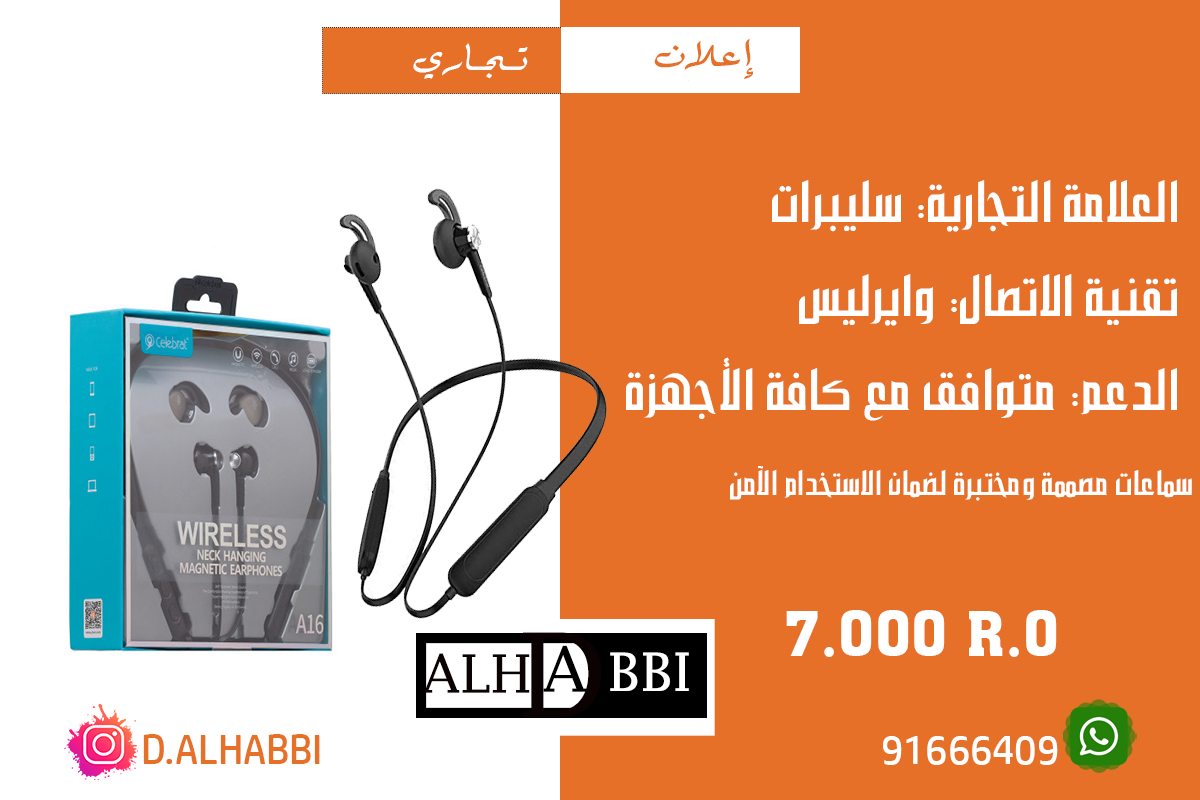 إعلان تجاري
العلامة التجارية: سليبرات
تقنية الاتصال: وايرليس
الدعم: متوافق مع كافة الأجهزة
سماعات مصممة ومختبرة لضمان الاستخدام الآمن
7.000 R.O
91666409
Celebrat
WIRELESS
NECK HANGING
MAGNETIC EARPHONES
A16
ALHABBI
D.ALHABBI